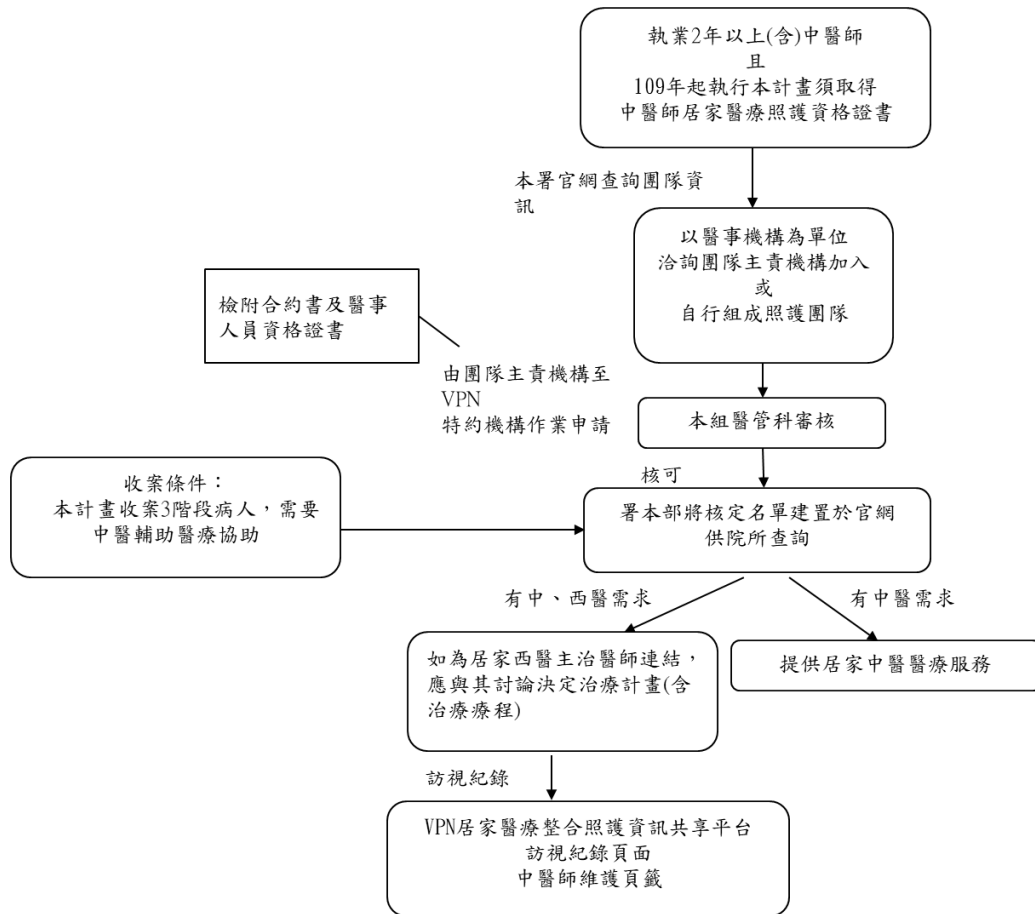 執業2年以上(含)中醫師
且
109年起執行本計畫須取得
中醫師居家醫療照護資格證書
本署官網查詢團隊資
訊
以醫事機構為單位
洽詢團隊主責機構加入
或
自行組成照護團隊
檢附合約書及醫事
人員資格證書
由團隊主責機構至
VPN
特約機構作業申請
本組醫管科審核
核可
收案條件：
本計畫收案3階段病人，需要
中醫輔助醫療協助
署本部將核定名單建置於官網
供院所查詢
有中、西醫需求
有中醫需求
如為居家西醫主治醫師連結，
應與其討論決定治療計畫(含
治療療程)
提供居家中醫醫療服務
訪視紀錄
VPN居家醫療整合照護資訊共享平台
訪視紀錄頁面
中醫師維護頁籤